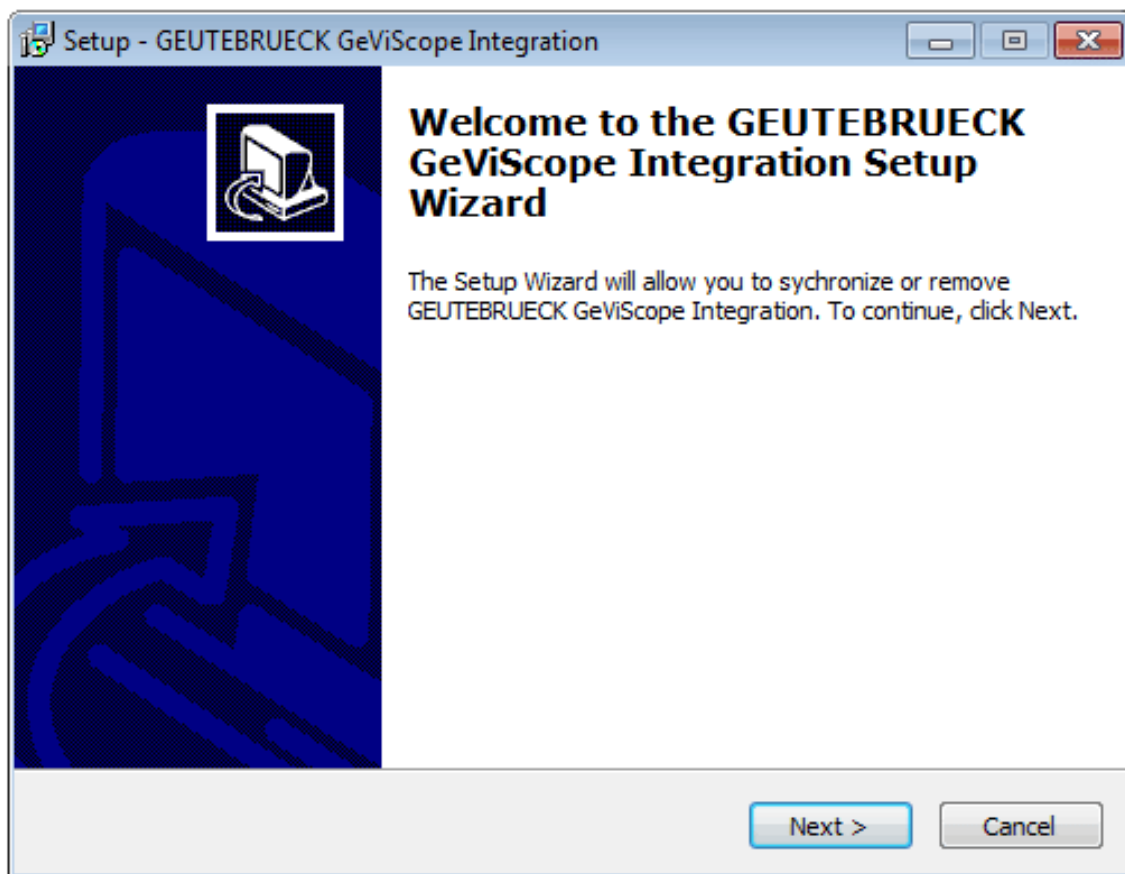 Setup - GEUTEBRUECK GeViScope Integration
Welcome to the GEUTEBRUECK
GeViScope Integration Setup
Wizard
The Setup Wizard will allow you to sychronize or remove
GEUTEBRUECK GeViScope Integration. To continue, click Next.
Next >
Cancel